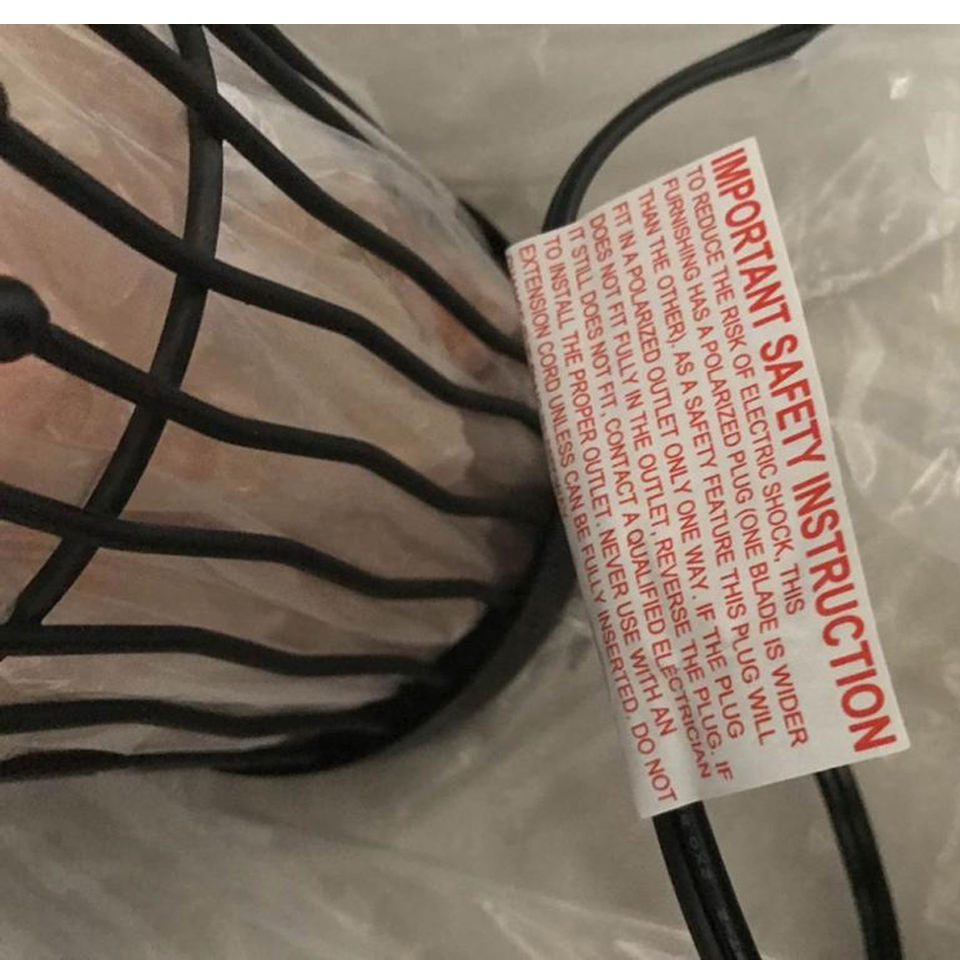 IMPORTANT SAFETY INSTRUCTION
TO REDUCE THE RISK OF ELECTRIC SHOCK, THIS
FURNISHING HAS A POLARIZED PLUG (ONE BLADE IS WIDER
THAN THE OTHER), AS A SAFETY FEATURE THIS PLUG WILL
FIT IN A POLARIZED OUTLET ONLY ONE WAY. IF THE PLUG
DOES NOT FIT FULLY IN THE OUTLET, REVERSE THE PLUG. IF
IT STILL DOES NOT FIT, CONTACT A QUALIFIED ELECTRICIAN
TO INSTALL THE PROPER OUTLET. NEVER USE WITH AN
EXTENSION CORD UNLESS CAN BE FULLY INSERTED. DO NOT